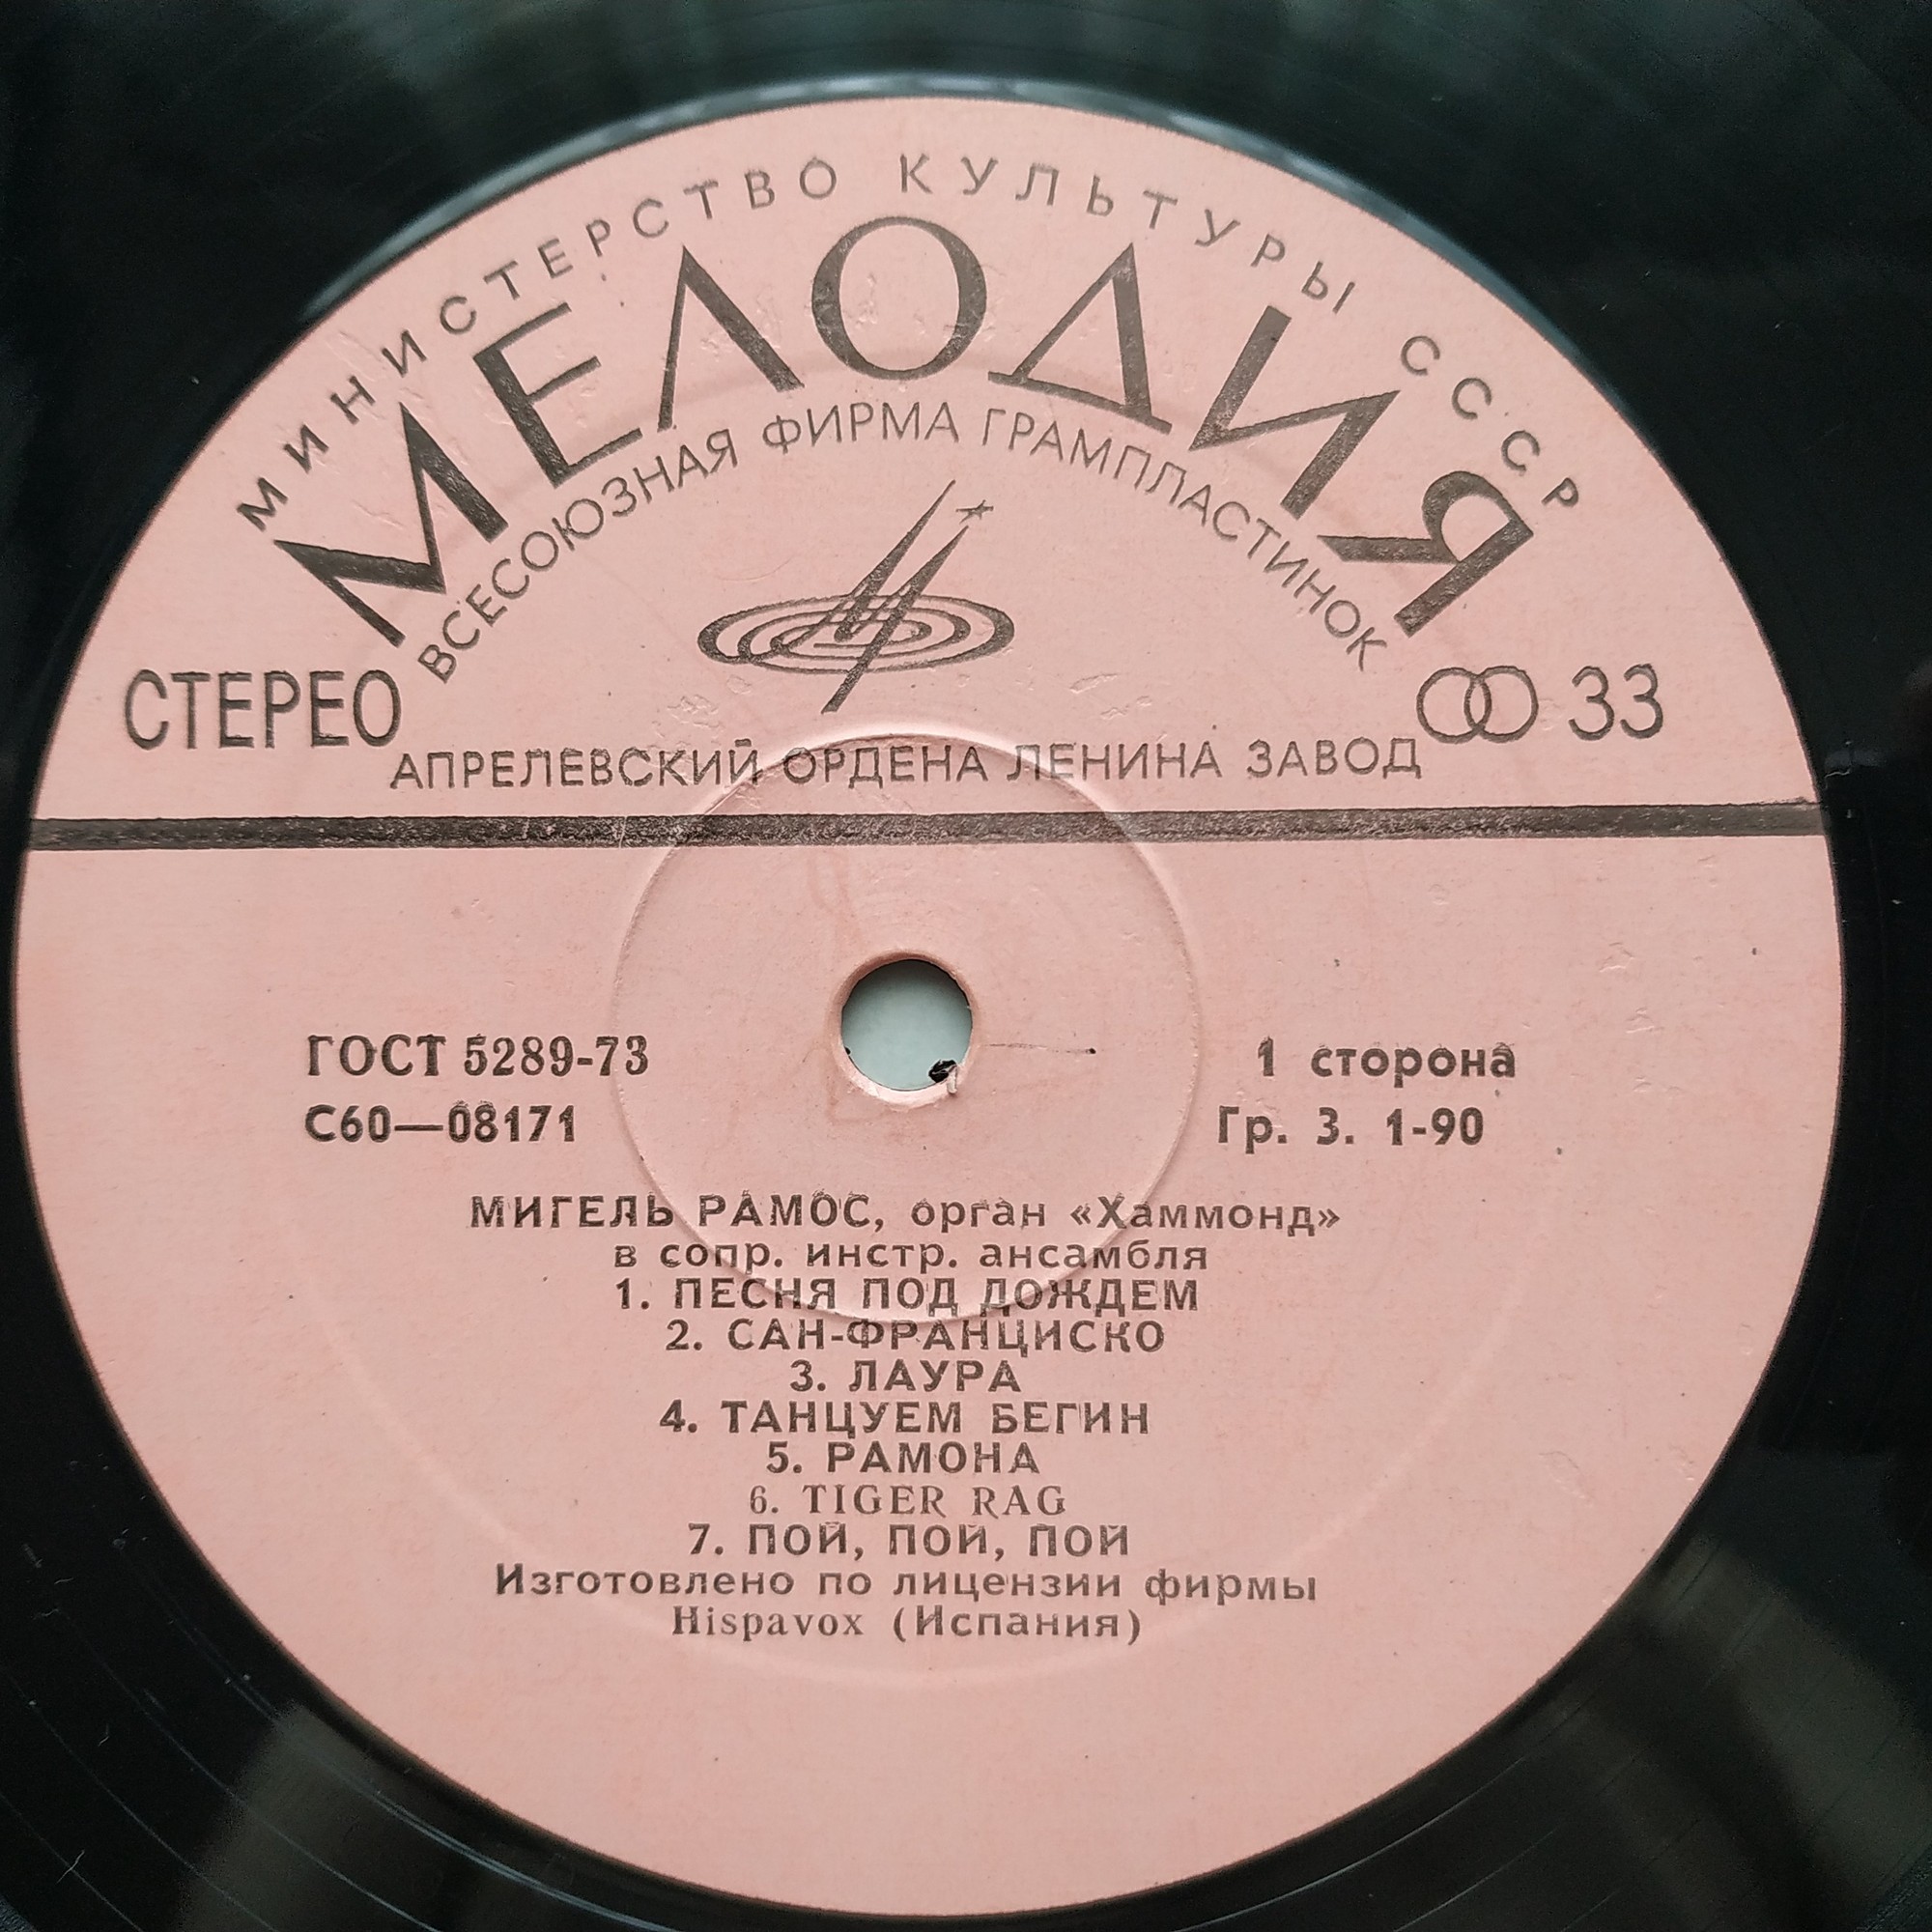 МИНИСТЕРСТВО КУЛЬТУРЫ СССР
МЕЛОДИЯ
ВСЕСОЮЗНАЯ ФИРМА ГРАМПЛАСТИНОК
СТЕРЕО 33
АПРЕЛЕВСКИЙ ОРДЕНА ЛЕНИНА ЗАВОД
ГОСТ 5289-73 1 сторона
С60—08171 Гр. 3. 1-90
МИГЕЛЬ РАМОС, орган «Хаммонд»
в сопр. инстр. ансамбля
1. ПЕСНЯ ПОД ДОЖДЕМ
2. САН-ФРАНЦИСКО
3. ЛАУРА
4. ТАНЦУЕМ БЕГИН
5. РАМОНА
6. TIGER RAG
7. ПОЙ, ПОЙ, ПОЙ
Изготовлено по лицензии фирмы
Hispavox (Испания)